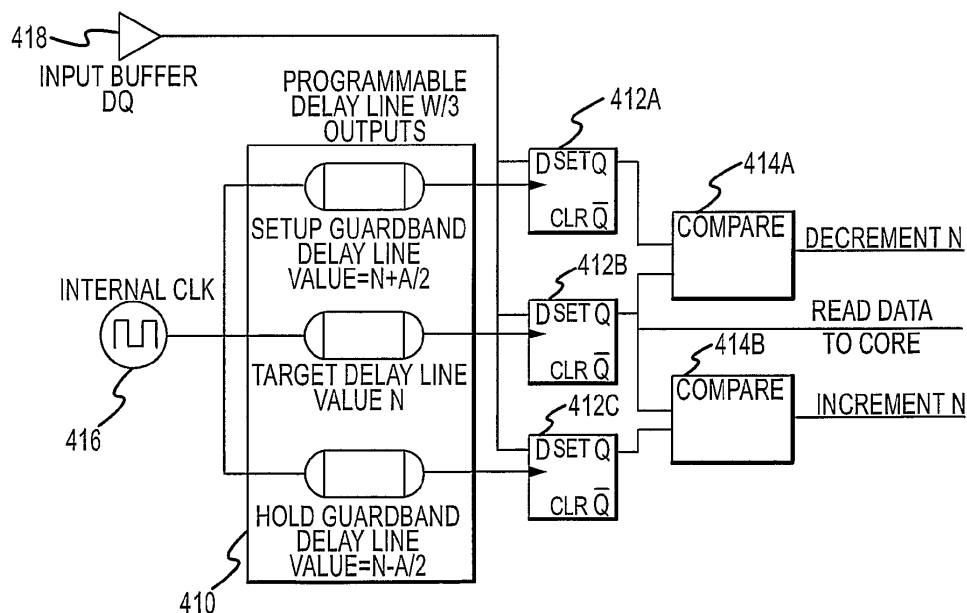 418
INPUT BUFFER
DQ
PROGRAMMABLE
DELAY LINE W/3
OUTPUTS
SETUP GUARDBAND
DELAY LINE
VALUE=N+A/2
INTERNAL CLK
416
TARGET DELAY LINE
VALUE N
HOLD GUARDBAND
DELAY LINE
VALUE=N-A/2
410
412A
D SET Q
CLR Q̅
412B
D SET Q
CLR Q̅
412C
D SET Q
CLR Q̅
414A
COMPARE
DECREMENT N
READ DATA
TO CORE
414B
COMPARE
INCREMENT N